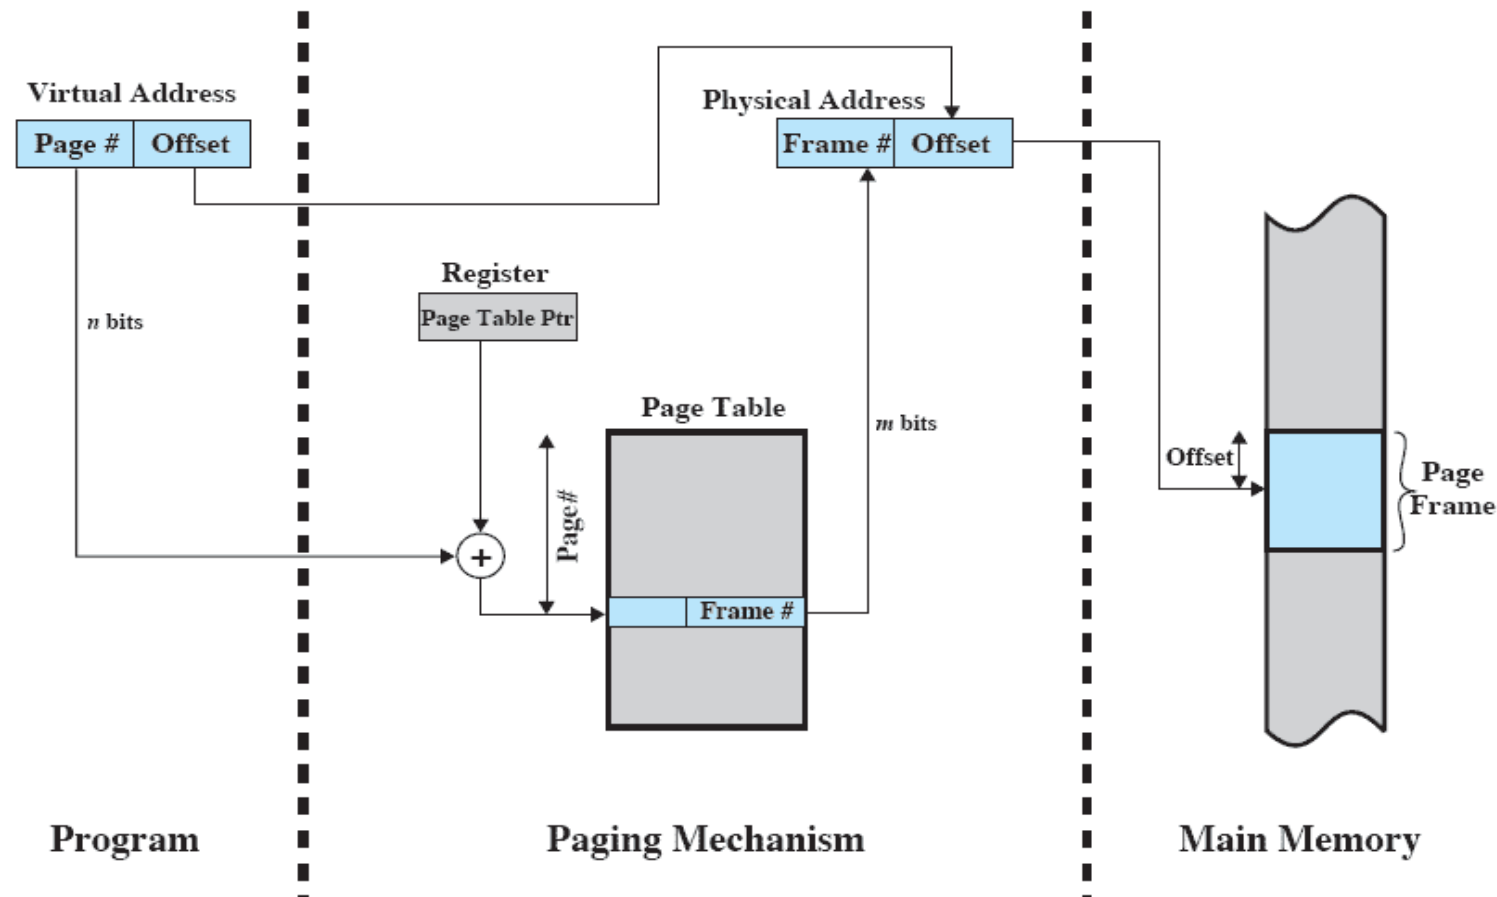 Virtual Address
Page #
Offset
Physical Address
Frame #
Offset
Register
Page Table Ptr
n bits
Page Table
m bits
Page#
+
Frame #
Offset
Page
Frame
Program
Paging Mechanism
Main Memory